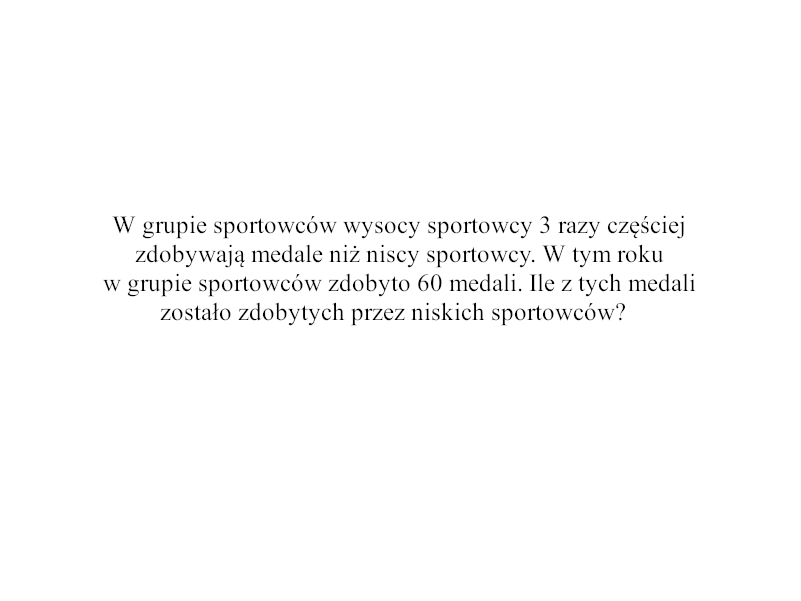 W grupie sportowców wysocy sportowcy 3 razy częściej
zdobywają medale niż niscy sportowcy. W tym roku
w grupie sportowców zdobyto 60 medali. Ile z tych medali
zostało zdobytych przez niskich sportowców?